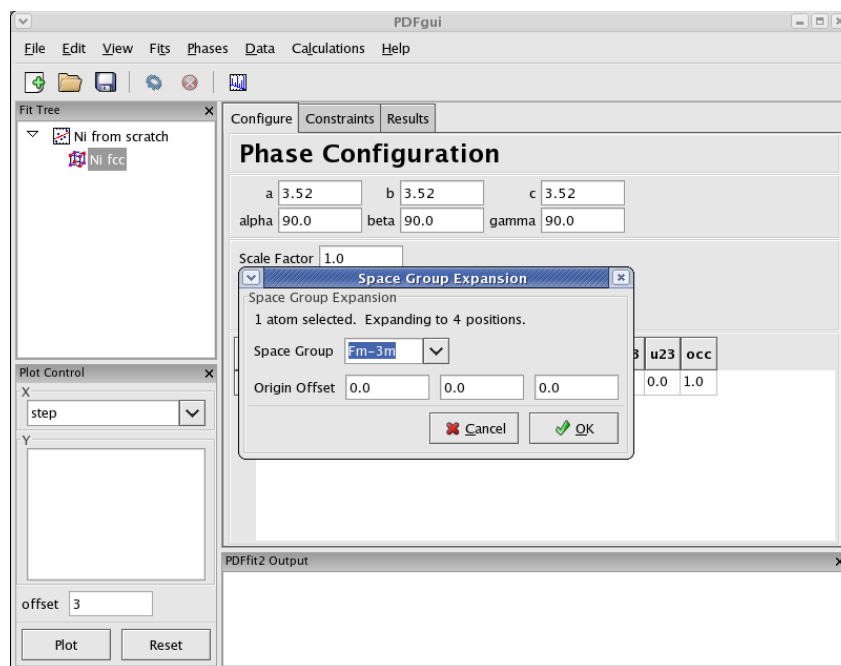 PDFgui
File Edit View Fits Phases Data Calculations Help
Fit Tree
Ni from scratch
Ni fcc
Configure Constraints Results
Phase Configuration
a 3.52 b 3.52 c 3.52
alpha 90.0 beta 90.0 gamma 90.0
Scale Factor 1.0
Space Group Expansion
Space Group Expansion
1 atom selected. Expanding to 4 positions.
Space Group Fm-3m
Origin Offset 0.0 0.0 0.0
Cancel OK
u23 occ
0.0 1.0
Plot Control
X
step
Y
offset 3
Plot Reset
PDFfit2 Output